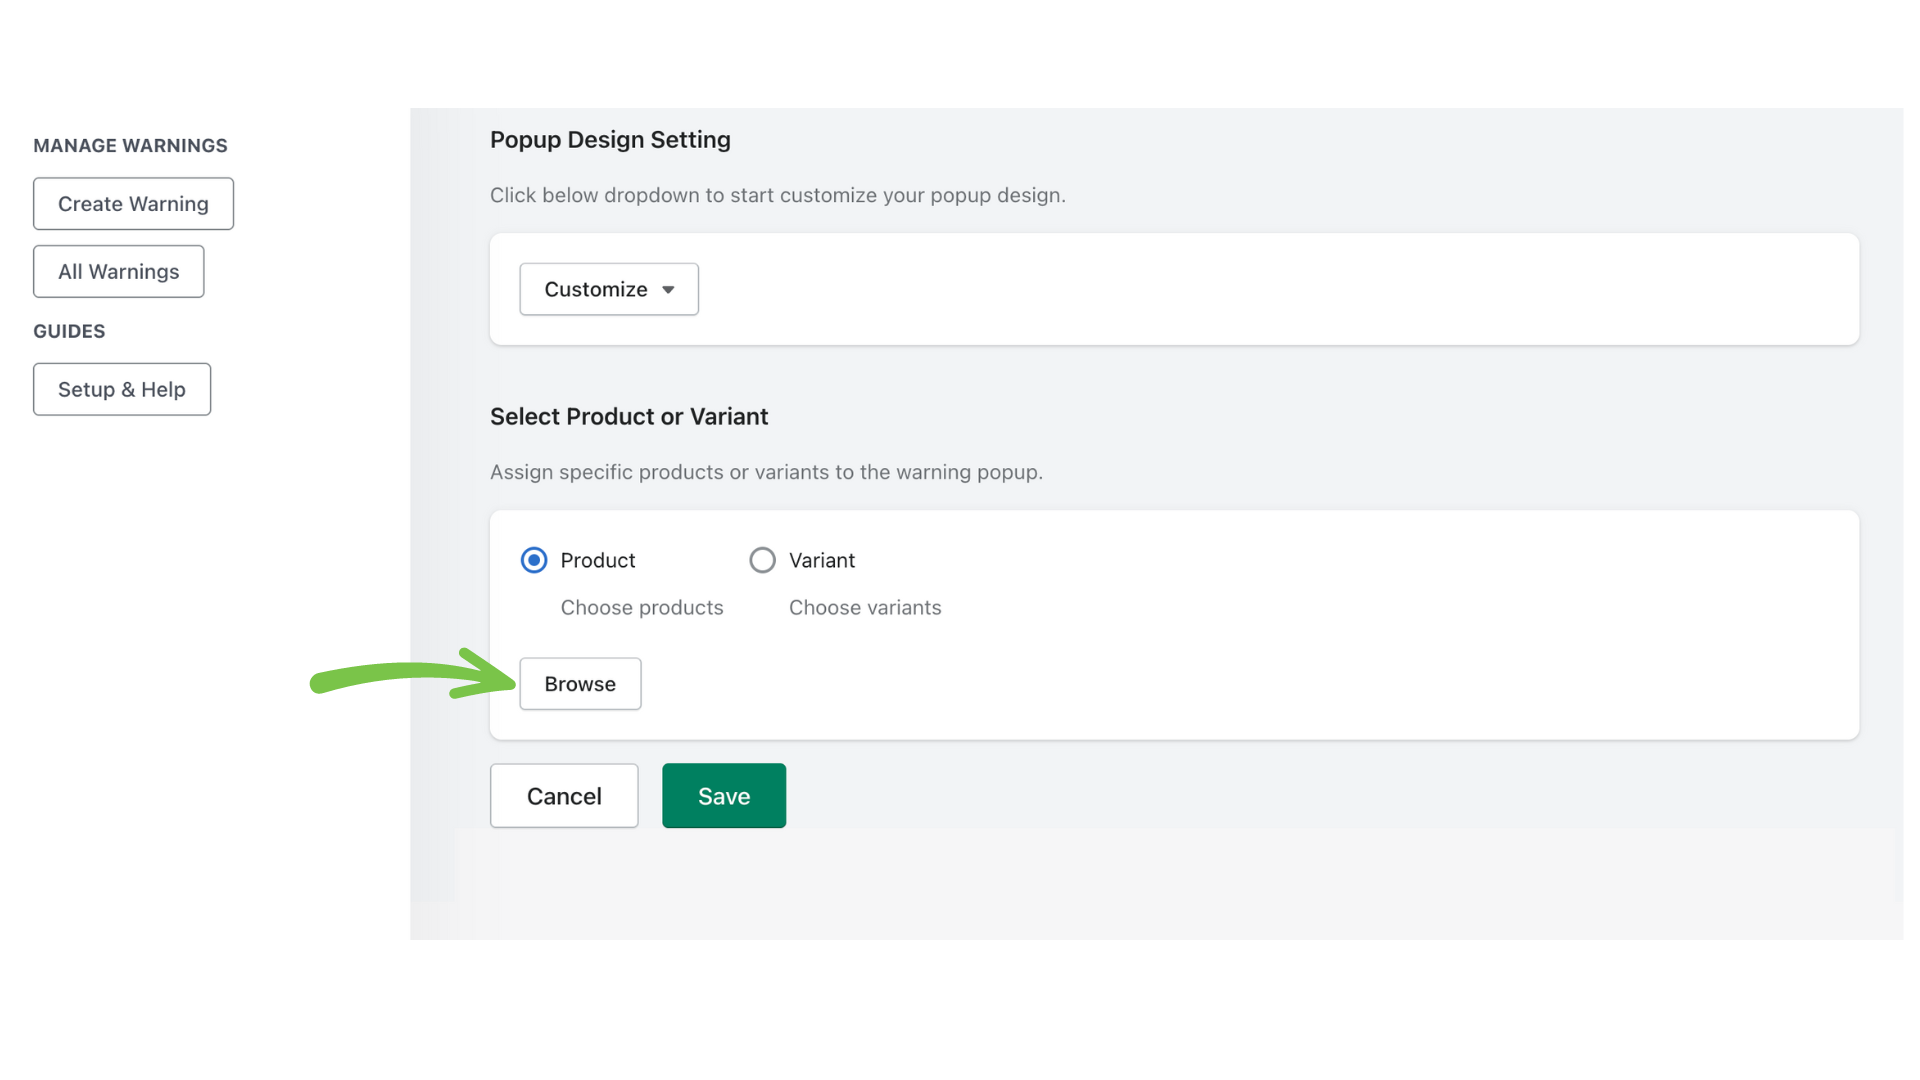 MANAGE WARNINGS
Create Warning
All Warnings
GUIDES
Setup & Help
Popup Design Setting
Click below dropdown to start customize your popup design.
Customize
Select Product or Variant
Assign specific products or variants to the warning popup.
Product
Variant
Choose products
Choose variants
Browse
Cancel
Save